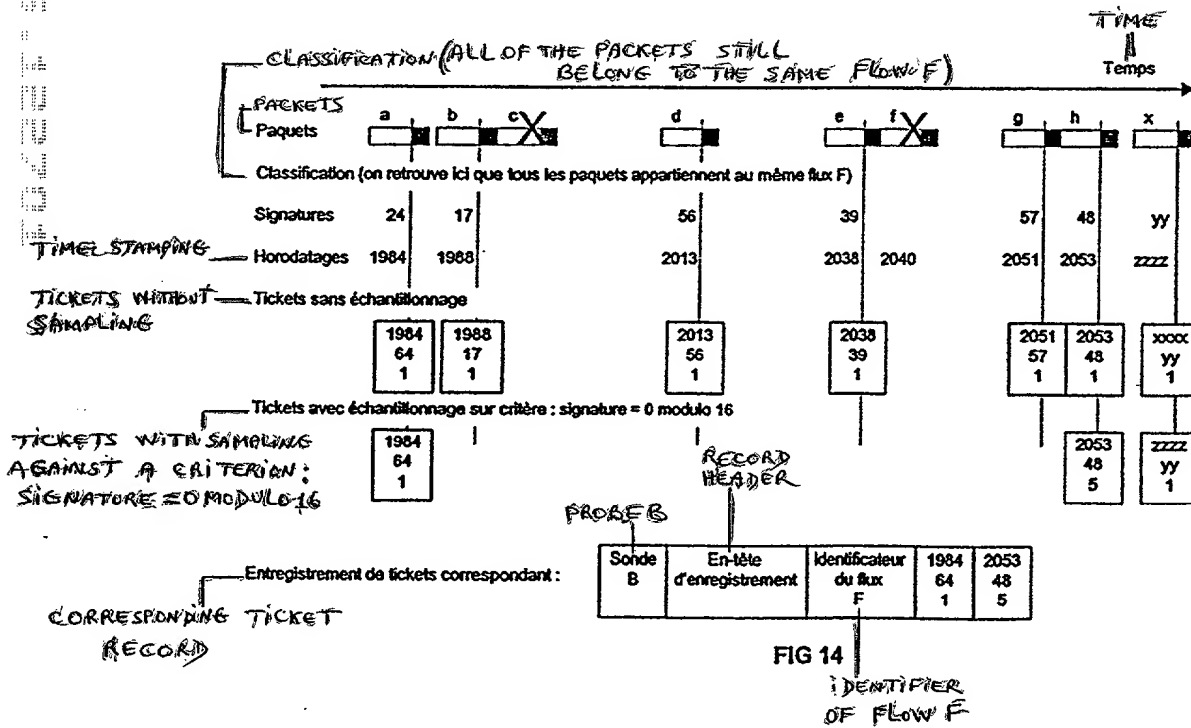 TIME
CLASSIFICATION (ALL OF THE PACKETS STILL
BELONG TO THE SAME FLOW F)
Temps
PACKETS
Paquets
a b c d e f g h x
Classification (on retrouve ici que tous les paquets appartiennent au même flux F)
Signatures 24 17 56 39 57 48 yy
TIME STAMPING
Horodatages 1984 1988 2013 2038 2040 2051 2053 zzzz
TICKETS WITHOUT
SAMPLING
Tickets sans échantillonnage
1984 1988 2013 2038 2051 2053 xxxx
64 17 56 39 57 48 yy
1 1 1 1 1 1 1
Tickets avec échantillonnage sur critère : signature = 0 modulo 16
TICKETS WITH SAMPLING
AGAINST A CRITERION:
SIGNATURE = 0 MODULO 16
1984 2053 zzzz
64 48 yy
1 5 1
RECORD
HEADER
PROBE B
Entregistrement de tickets correspondant :
Sonde En-tête Identificateur 1984 2053
B d'enregistrement du flux 64 48
F 1 5
CORRESPONDING TICKET
RECORD
FIG 14
IDENTIFIER
OF FLOW F